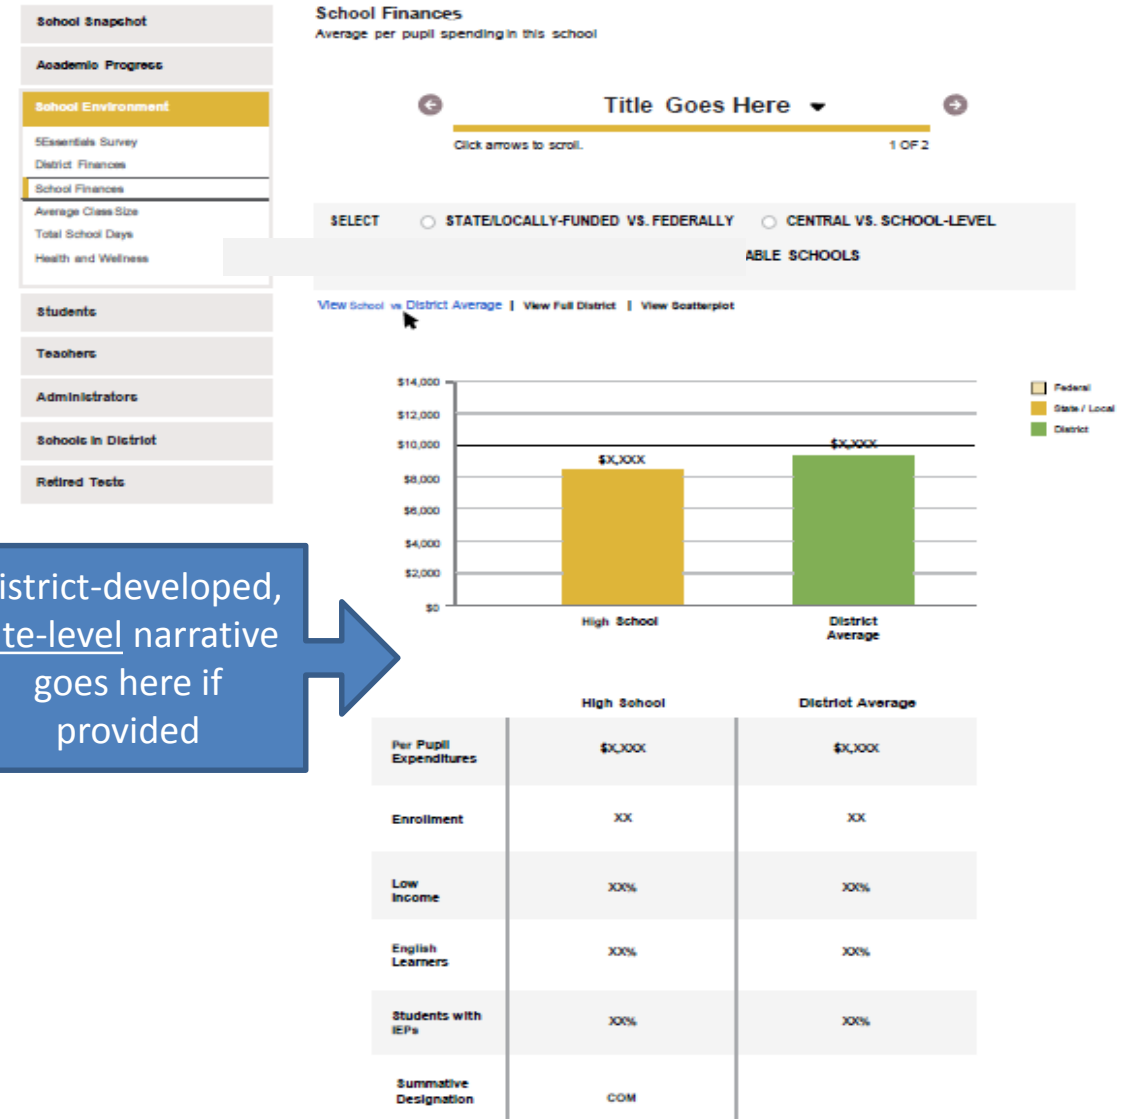 School Snapshot
Academic Progress
School Environment
5Essentials Survey
District Finances
School Finances
Average Class Size
Total School Days
Health and Wellness
Students
Teachers
Administrators
Schools in District
Retired Tests
School Finances
Average per pupil spending in this school
Title Goes Here
Click arrows to scroll. 1 OF 2
SELECT STATE/LOCALLY-FUNDED VS. FEDERALLY CENTRAL VS. SCHOOL-LEVEL
ABLE SCHOOLS
View School vs District Average | View Full District | View Scatterplot
$14,000
$12,000
$10,000
$8,000
$6,000
$4,000
$2,000
$0
$X,XXX
$X,XXX
High School
District
Average
Federal
State / Local
District
istrict-developed,
te-level narrative
goes here if
provided
High School District Average
Per Pupil
Expenditures $X,XXX $X,XXX
Enrollment XX XX
Low
Income XX% XX%
English
Learners XX% XX%
Students with
IEPs XX% XX%
Summative
Designation COM